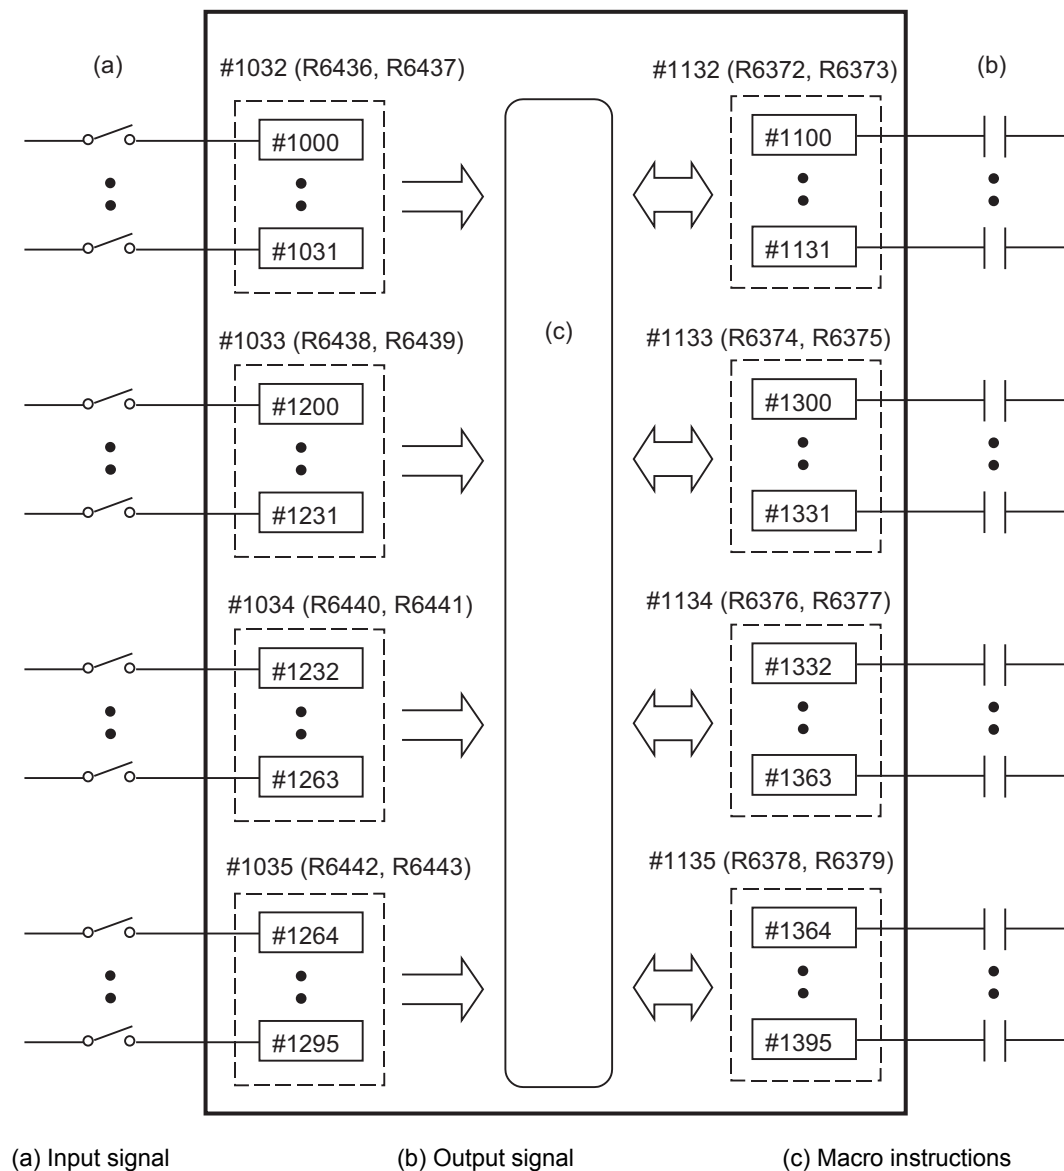 (a)
#1032 (R6436, R6437)
#1000
#1031
#1033 (R6438, R6439)
#1200
#1231
#1034 (R6440, R6441)
#1232
#1263
#1035 (R6442, R6443)
#1264
#1295
(c)
#1132 (R6372, R6373)
(b)
#1100
#1131
#1133 (R6374, R6375)
#1300
#1331
#1134 (R6376, R6377)
#1332
#1363
#1135 (R6378, R6379)
#1364
#1395
(a) Input signal
(b) Output signal
(c) Macro instructions